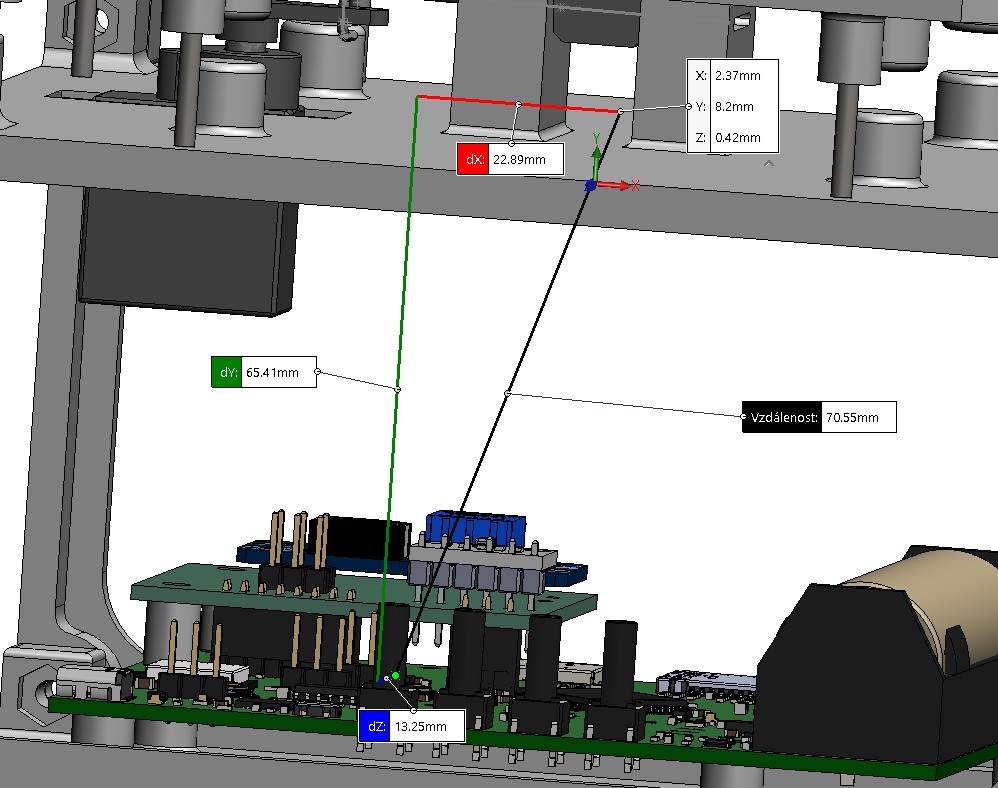 X: 2.37mm
Y: 8.2mm
Z: 0.42mm
dX: 22.89mm
Y
X
dY: 65.41mm
Vzdálenost: 70.55mm
dZ: 13.25mm